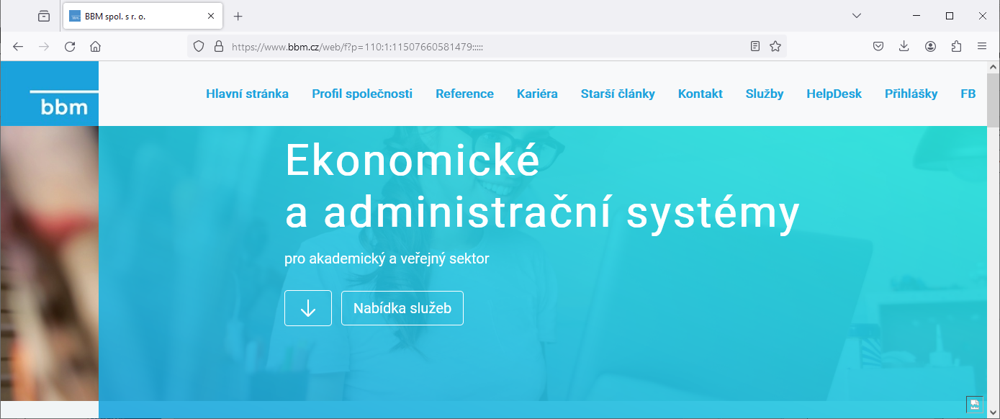 BBM spol. s r. o.
https://www.bbm.cz/web/f?p=110:1:11507660581479:::::
bbm
Hlavní stránka Profil společnosti Reference Kariéra Starší články Kontakt Služby HelpDesk Přihlášky FB
Ekonomické
a administrační systémy
pro akademický a veřejný sektor
Nabídka služeb